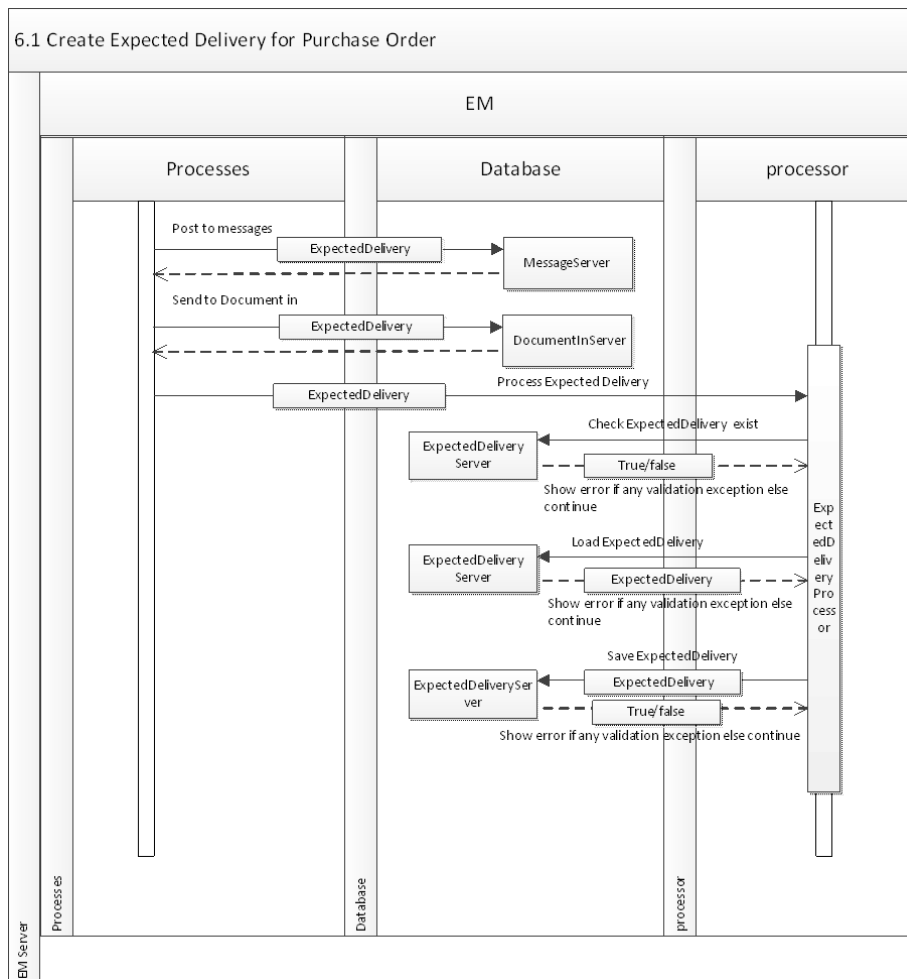 6.1 Create Expected Delivery for Purchase Order
EM
Processes
Database
processor
Post to messages
ExpectedDelivery
MessageServer
Send to Document in
ExpectedDelivery
DocumentInServer
Process Expected Delivery
ExpectedDelivery
Check ExpectedDelivery exist
ExpectedDelivery
Server
True/false
Show error if any validation exception else
continue
Load ExpectedDelivery
ExpectedDelivery
Server
ExpectedDelivery
Show error if any validation exception else
continue
Save ExpectedDelivery
ExpectedDeliverySer
ver
ExpectedDelivery
True/false
Show error if any validation exception else continue
Exp
ect
edD
eliv
ery
Pro
cess
or
EM Server
Processes
Database
processor